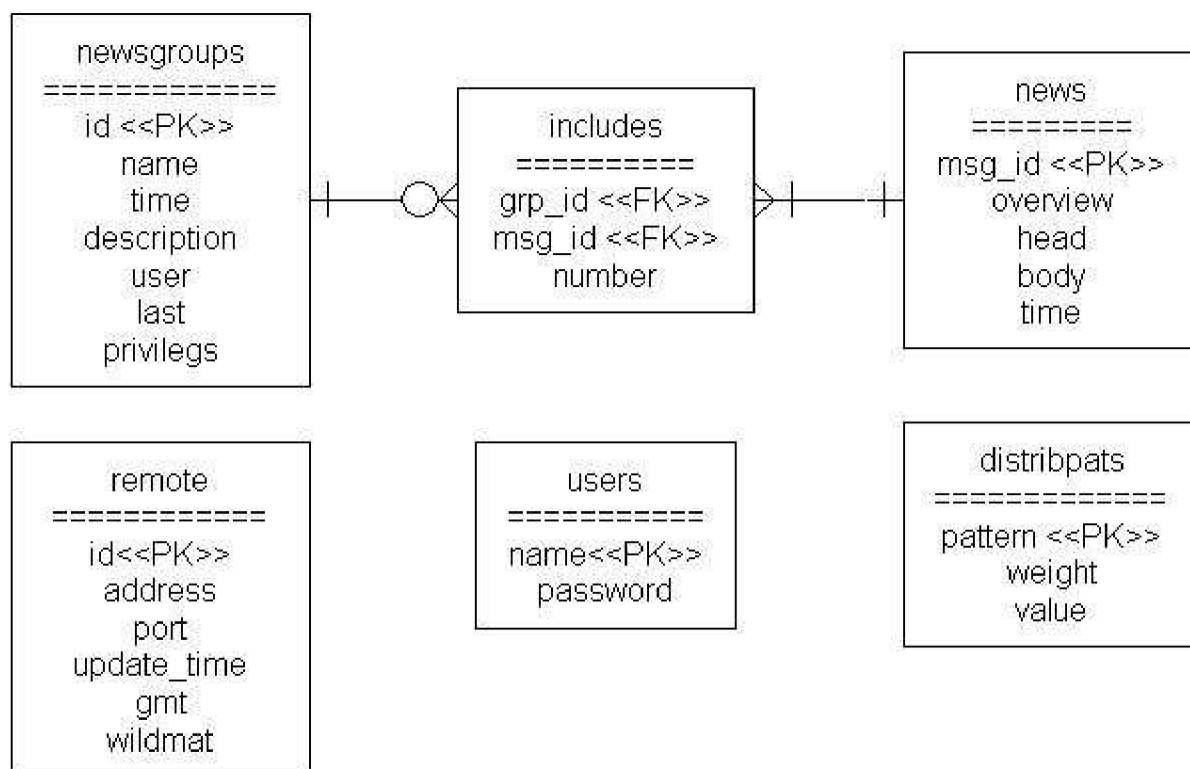 newsgroups
=============
id <<PK>>
name
time
description
user
last
privilegs
includes
==========
grp_id <<FK>>
msg_id <<FK>>
number
news
=========
msg_id <<PK>>
overview
head
body
time
remote
============
id<<PK>>
address
port
update_time
gmt
wildmat
users
===========
name<<PK>>
password
distribpats
=============
pattern <<PK>>
weight
value